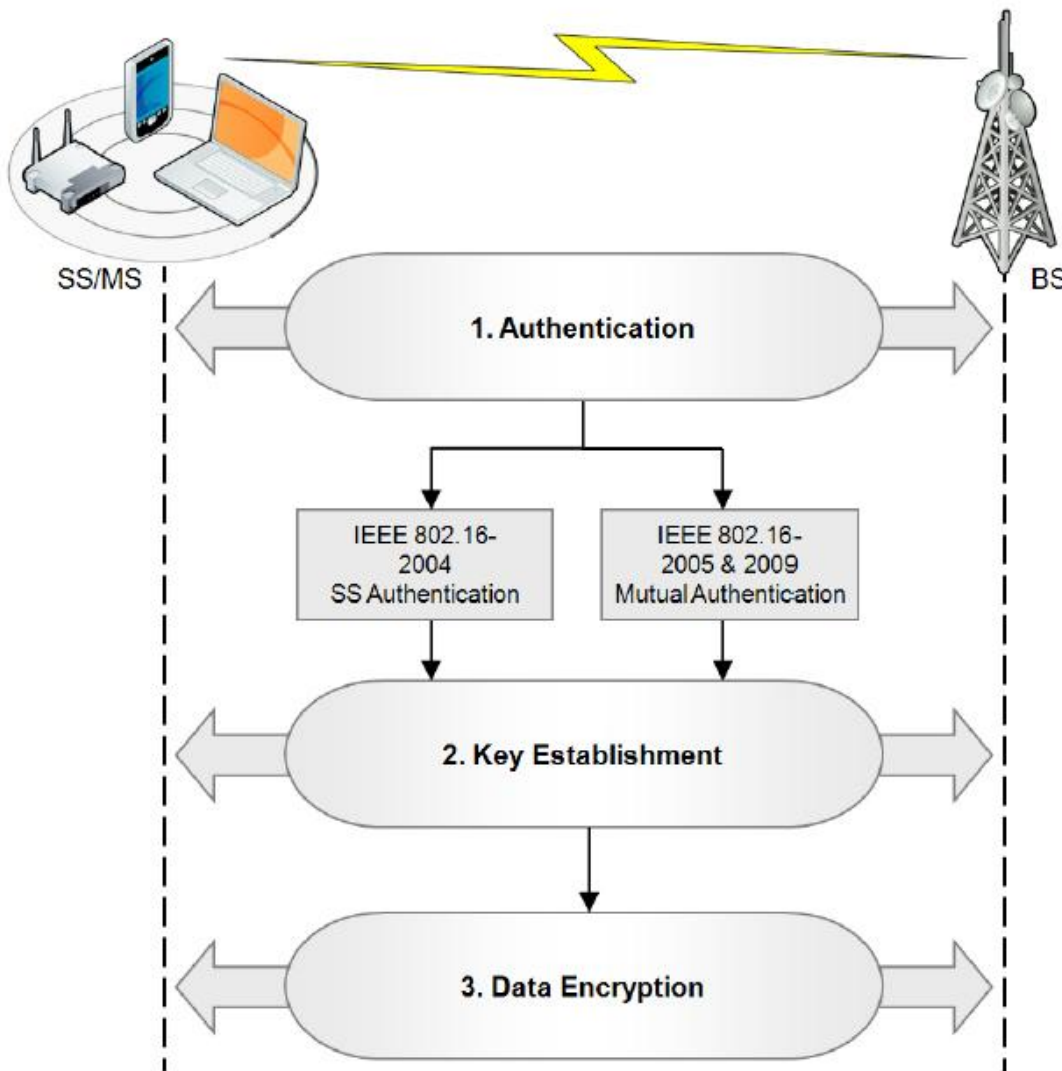 SS/MS
BS
1. Authentication
IEEE 802.16-
2004
SS Authentication
IEEE 802.16-
2005 & 2009
Mutual Authentication
2. Key Establishment
3. Data Encryption